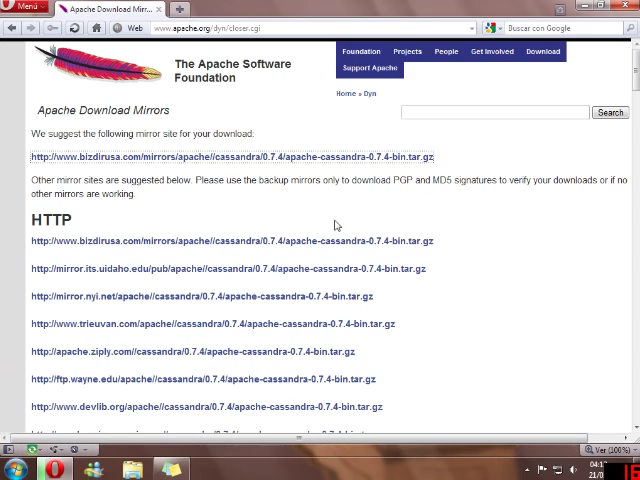 Menú
Apache Download Mirr...
Web
www.apache.org/dyn/closer.cgi
Buscar con Google
The Apache Software
Foundation
Foundation Projects People Get Involved Download
Support Apache
Home » Dyn
Apache Download Mirrors
Search
We suggest the following mirror site for your download:
http://www.bizdirusa.com/mirrors/apache//cassandra/0.7.4/apache-cassandra-0.7.4-bin.tar.gz
Other mirror sites are suggested below. Please use the backup mirrors only to download PGP and MD5 signatures to verify your downloads or if no
other mirrors are working.
HTTP
http://www.bizdirusa.com/mirrors/apache//cassandra/0.7.4/apache-cassandra-0.7.4-bin.tar.gz
http://mirror.its.uidaho.edu/pub/apache//cassandra/0.7.4/apache-cassandra-0.7.4-bin.tar.gz
http://mirror.nyi.net/apache//cassandra/0.7.4/apache-cassandra-0.7.4-bin.tar.gz
http://www.trieuvan.com/apache//cassandra/0.7.4/apache-cassandra-0.7.4-bin.tar.gz
http://apache.ziply.com//cassandra/0.7.4/apache-cassandra-0.7.4-bin.tar.gz
http://ftp.wayne.edu/apache//cassandra/0.7.4/apache-cassandra-0.7.4-bin.tar.gz
http://www.devlib.org/apache//cassandra/0.7.4/apache-cassandra-0.7.4-bin.tar.gz
Ver (100%)